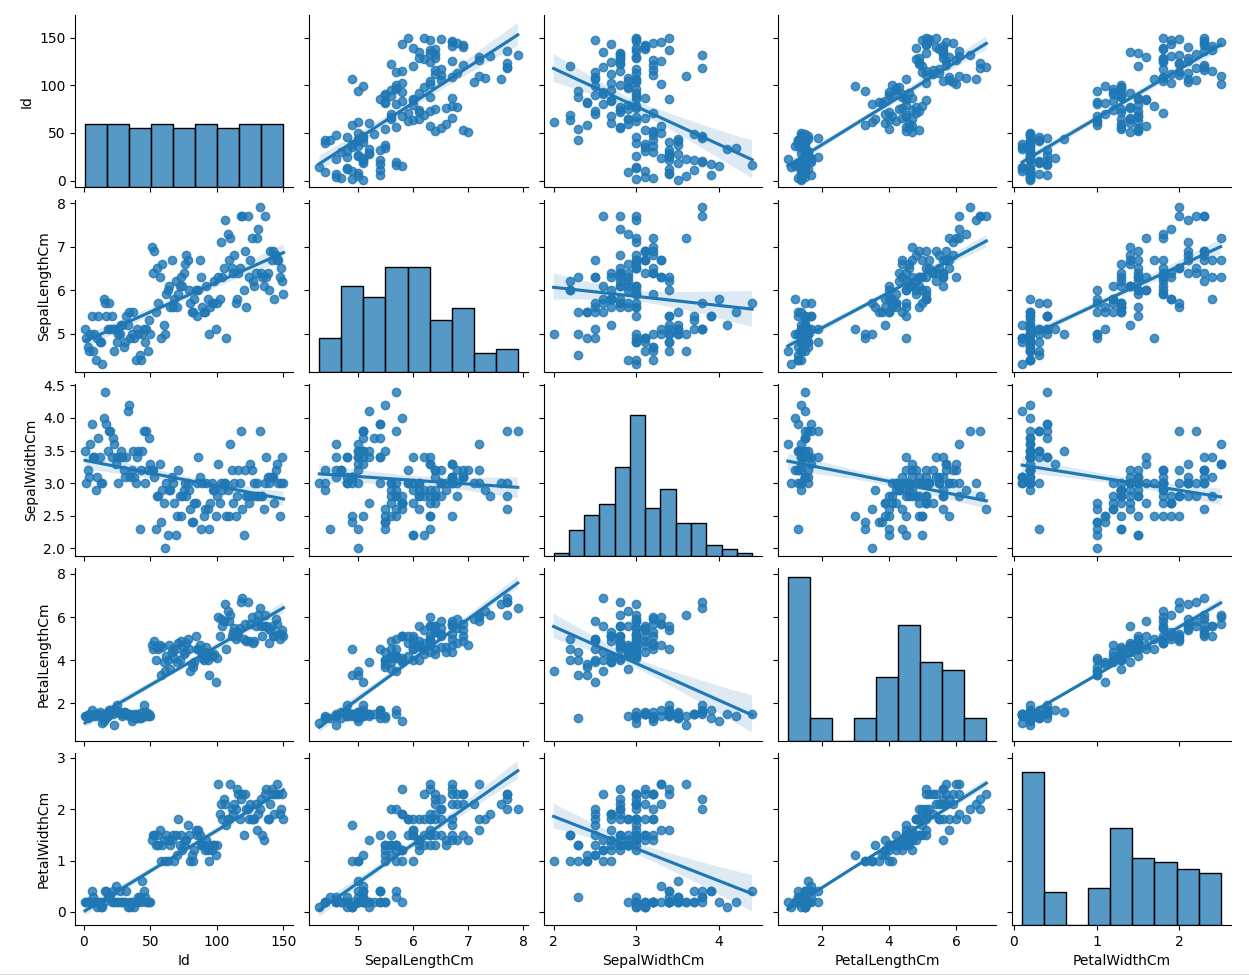 150
100
50
0
Id
8
7
6
5
SepalLengthCm
4.5
4.0
3.5
3.0
2.5
2.0
SepalWidthCm
8
6
4
2
PetalLengthCm
3
2
1
0
PetalWidthCm
0 50 100 150
Id
5 6 7 8
SepalLengthCm
2 3 4
SepalWidthCm
2 4 6
PetalLengthCm
0 1 2
PetalWidthCm